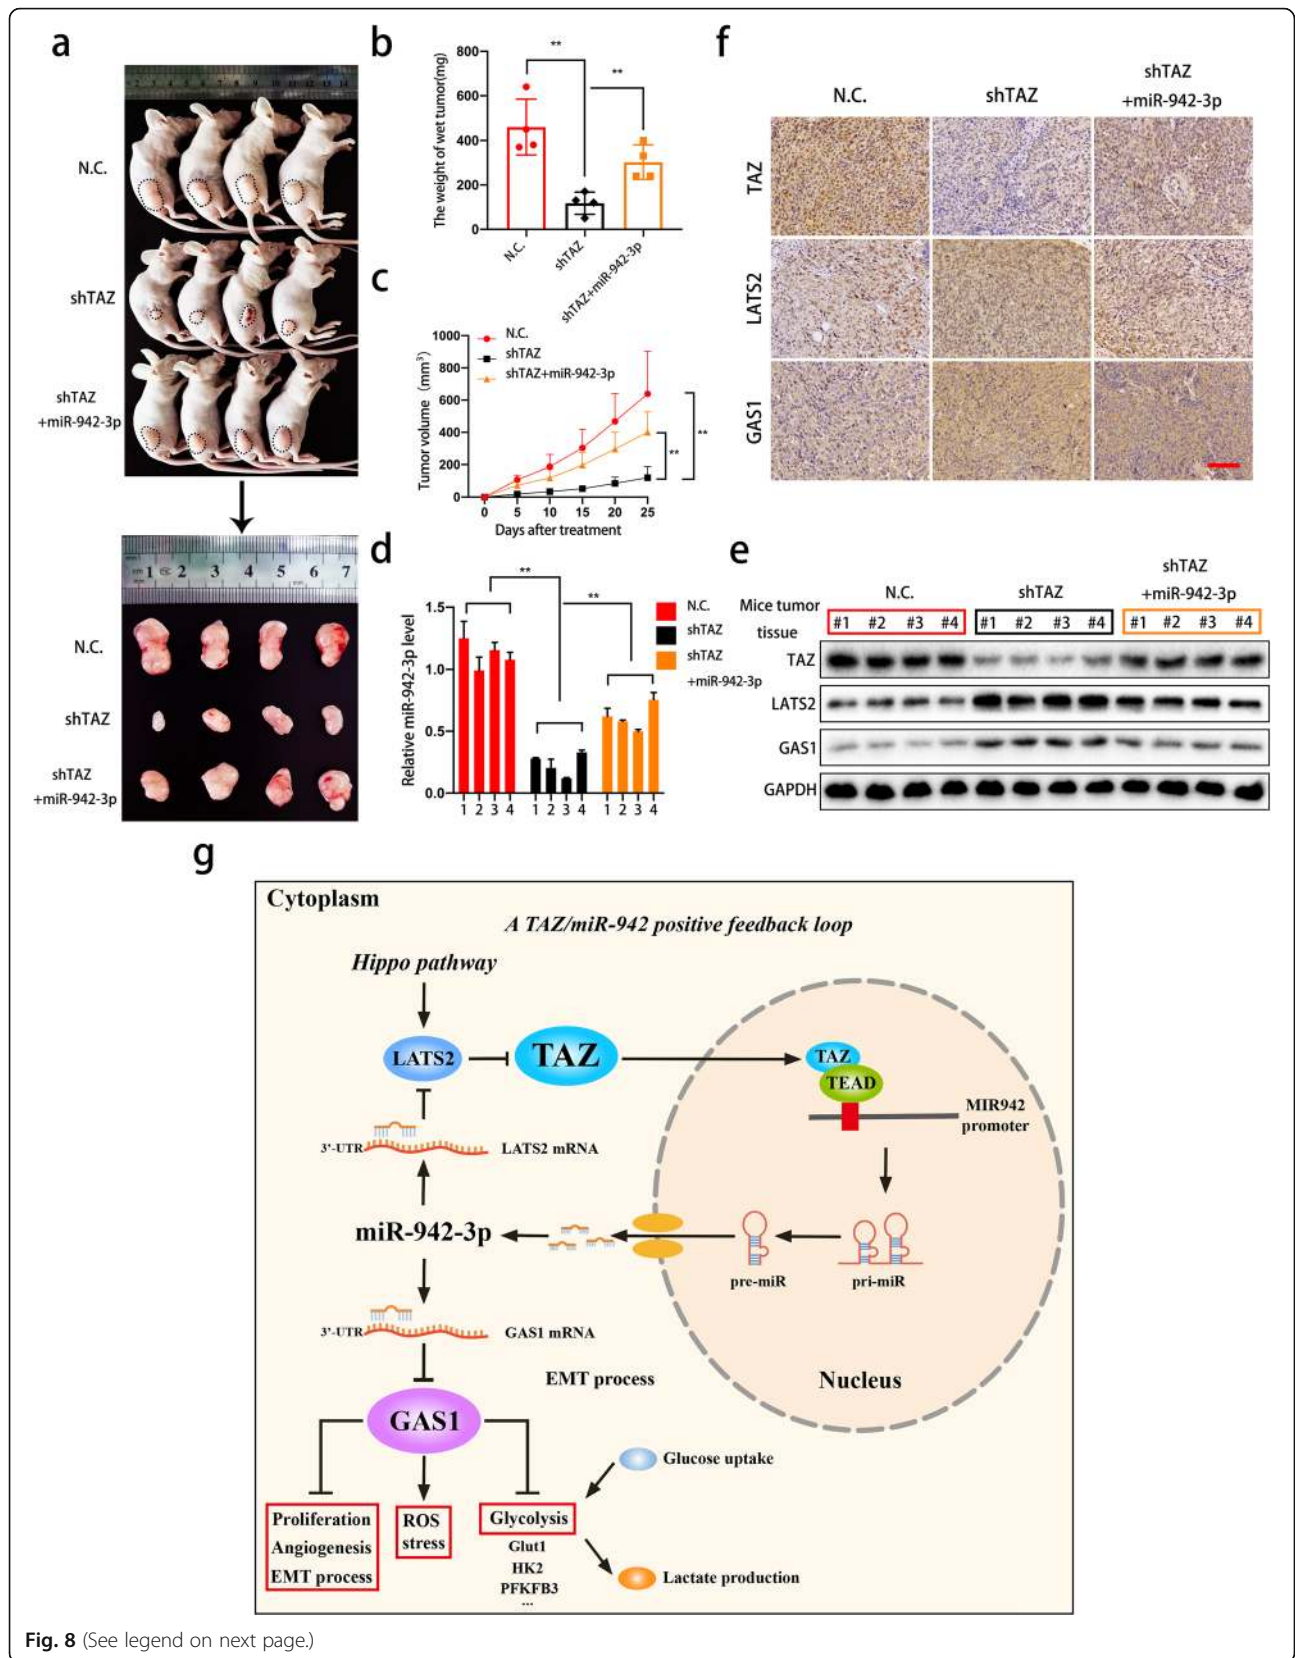 a
N.C.
shTAZ
shTAZ
+miR-942-3p
1 2 3 4 5 6 7
N.C.
shTAZ
shTAZ
+miR-942-3p
b
The weight of wet tumor(mg)
800
600
400
200
0
**
**
N.C.
shTAZ
shTAZ+miR-942-3p
c
Tumor volume (mm³)
1000
800
600
400
200
0
N.C.
shTAZ
shTAZ+miR-942-3p
**
**
0 5 10 15 20 25
Days after treatment
d
Relative miR-942-3p level
1.5
1.0
0.5
0.0
**
**
N.C.
shTAZ
shTAZ
+miR-942-3p
1 2 3 4 1 2 3 4 1 2 3 4
f
N.C.
shTAZ
shTAZ
+miR-942-3p
TAZ
LATS2
GAS1
e
Mice tumor
tissue
N.C.
shTAZ
shTAZ
+miR-942-3p
#1 #2 #3 #4 #1 #2 #3 #4 #1 #2 #3 #4
TAZ
LATS2
GAS1
GAPDH
g
Cytoplasm
A TAZ/miR-942 positive feedback loop
Hippo pathway
LATS2
TAZ
TAZ
TEAD
MIR942
promoter
3'-UTR
LATS2 mRNA
miR-942-3p
pre-miR
pri-miR
3'-UTR
GAS1 mRNA
EMT process
Nucleus
GAS1
Glucose uptake
Proliferation
Angiogenesis
EMT process
ROS
stress
Glycolysis
Glut1
HK2
PFKFB3
...
Lactate production
Fig. 8 (See legend on next page.)